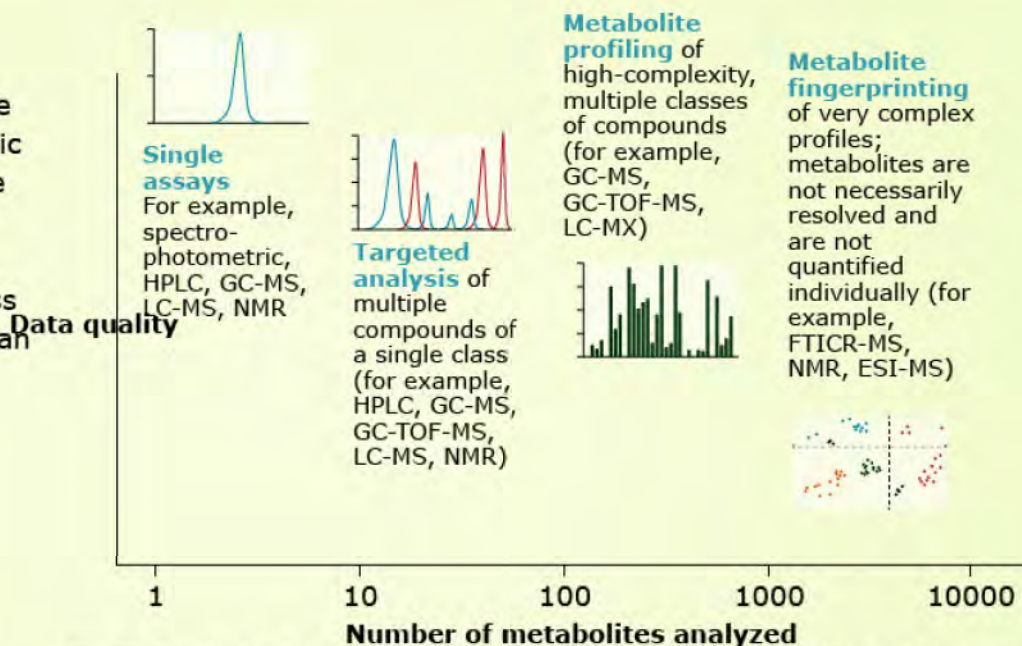 e
ic
e
ss
an
Data quality
Single
assays
For example,
spectro-
photometric,
HPLC, GC-MS,
LC-MS, NMR
Targeted
analysis of
multiple
compounds of
a single class
(for example,
HPLC, GC-MS,
GC-TOF-MS,
LC-MS, NMR)
Metabolite
profiling of
high-complexity,
multiple classes
of compounds
(for example,
GC-MS,
GC-TOF-MS,
LC-MX)
Metabolite
fingerprinting
of very complex
profiles;
metabolites are
not necessarily
resolved and
are not
quantified
individually (for
example,
FTICR-MS,
NMR, ESI-MS)
1 10 100 1000 10000
Number of metabolites analyzed